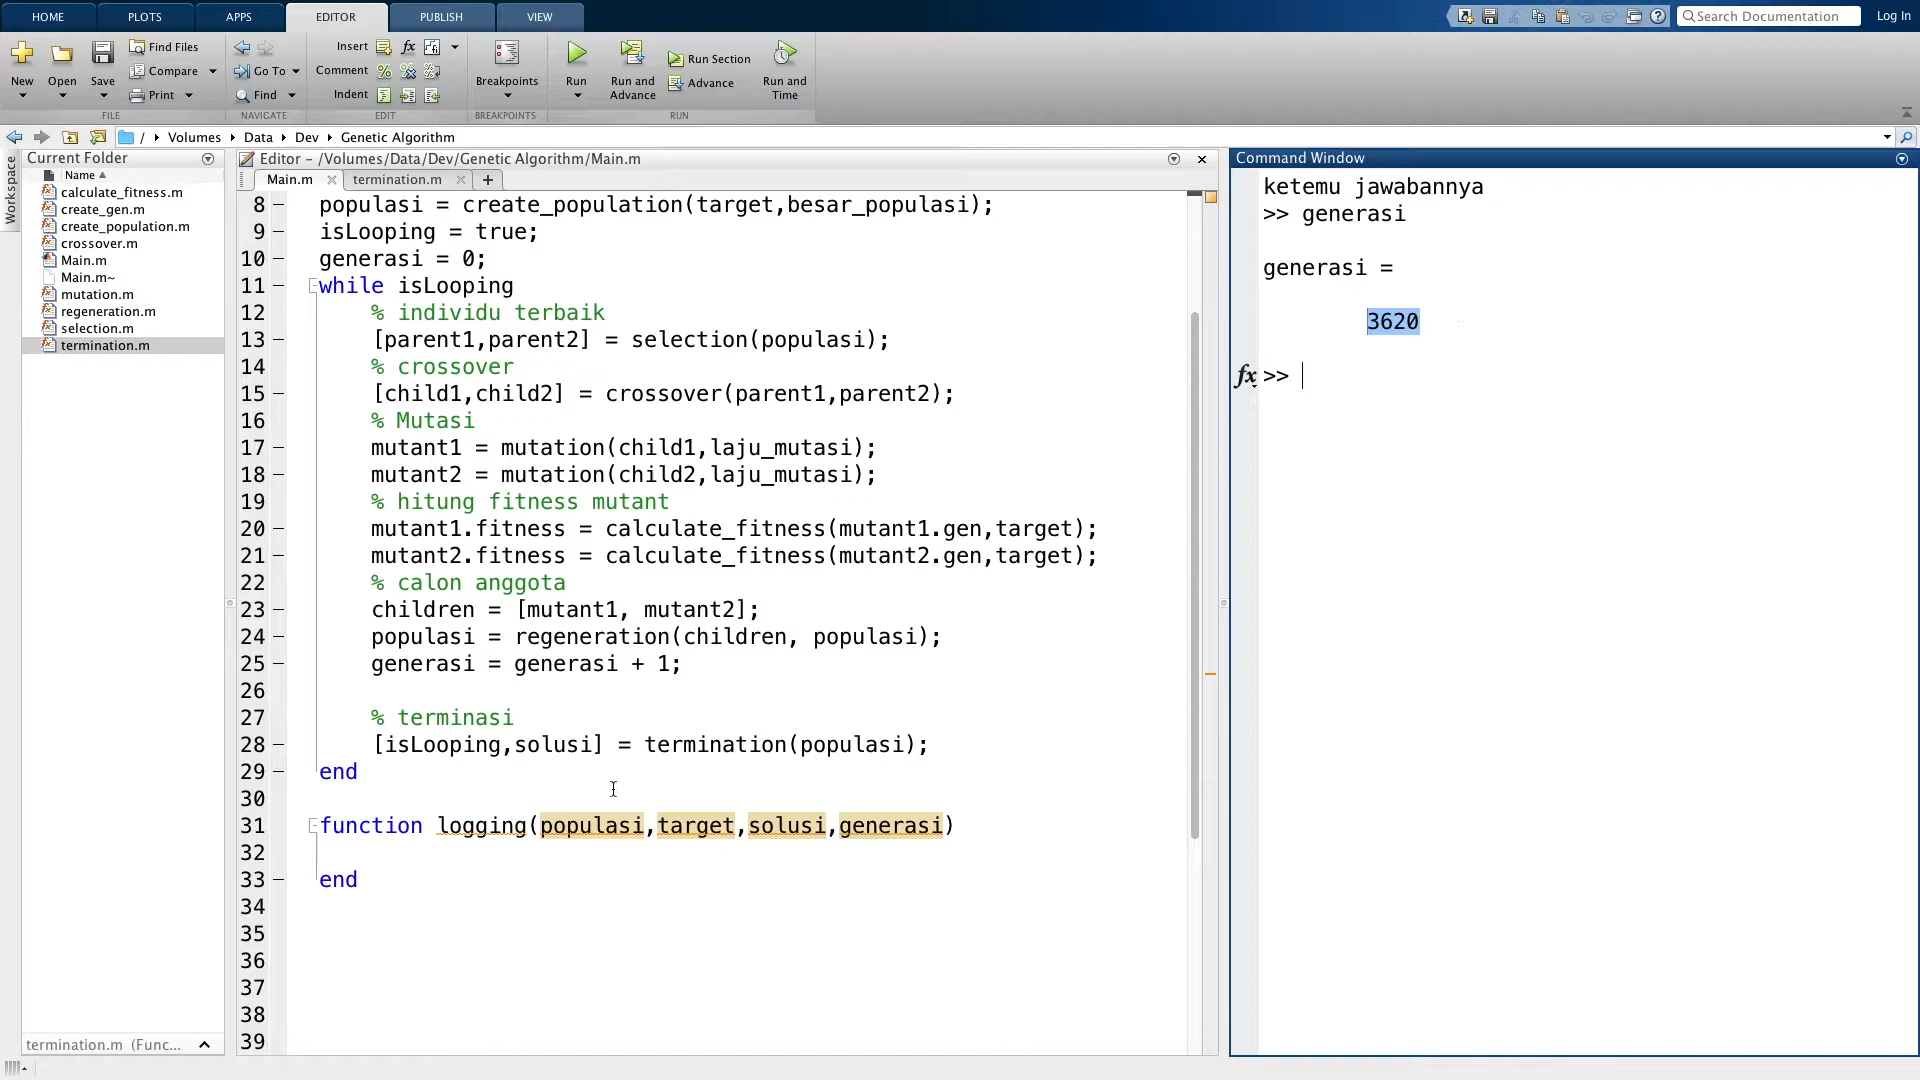 HOME PLOTS APPS EDITOR PUBLISH VIEW Search Documentation Log In
New Open Save Find Files Compare Print
Go To Find
Insert fx
Comment
Indent
Breakpoints
Run Run and Advance Run Section Advance Run and Time
FILE NAVIGATE EDIT BREAKPOINTS RUN
/ Volumes Data Dev Genetic Algorithm
Workspace
Current Folder
Name
calculate_fitness.m
create_gen.m
create_population.m
crossover.m
Main.m
Main.m~
mutation.m
regeneration.m
selection.m
termination.m
termination.m (Func...
Editor – /Volumes/Data/Dev/Genetic Algorithm/Main.m
Main.m termination.m
8 – populasi = create_population(target,besar_populasi);
9 – isLooping = true;
10 – generasi = 0;
11 – while isLooping
12 % individu terbaik
13 – [parent1,parent2] = selection(populasi);
14 % crossover
15 – [child1,child2] = crossover(parent1,parent2);
16 % Mutasi
17 – mutant1 = mutation(child1,laju_mutasi);
18 – mutant2 = mutation(child2,laju_mutasi);
19 % hitung fitness mutant
20 – mutant1.fitness = calculate_fitness(mutant1.gen,target);
21 – mutant2.fitness = calculate_fitness(mutant2.gen,target);
22 % calon anggota
23 – children = [mutant1, mutant2];
24 – populasi = regeneration(children, populasi);
25 – generasi = generasi + 1;
26
27 % terminasi
28 – [isLooping,solusi] = termination(populasi);
29 – end
30
31 function logging(populasi,target,solusi,generasi)
32
33 – end
34
35
36
37
38
39
Command Window
ketemu jawabannya
>> generasi
generasi =
3620
fx >>